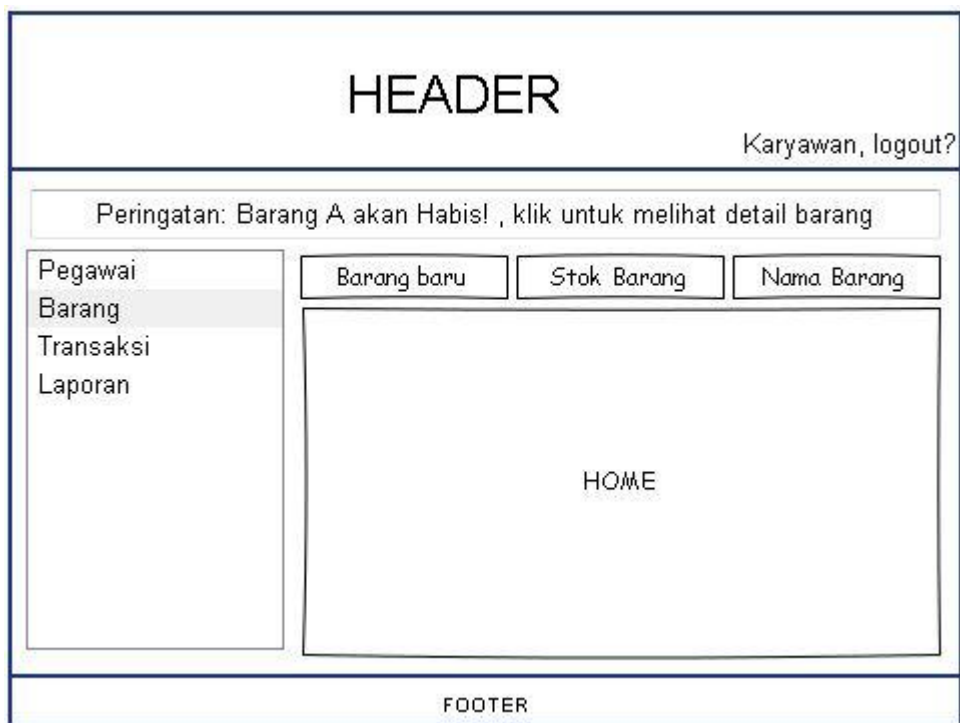 HEADER
Karyawan, logout?
Peringatan: Barang A akan Habis! , klik untuk melihat detail barang
Pegawai
Barang
Transaksi
Laporan
Barang baru
Stok Barang
Nama Barang
HOME
FOOTER